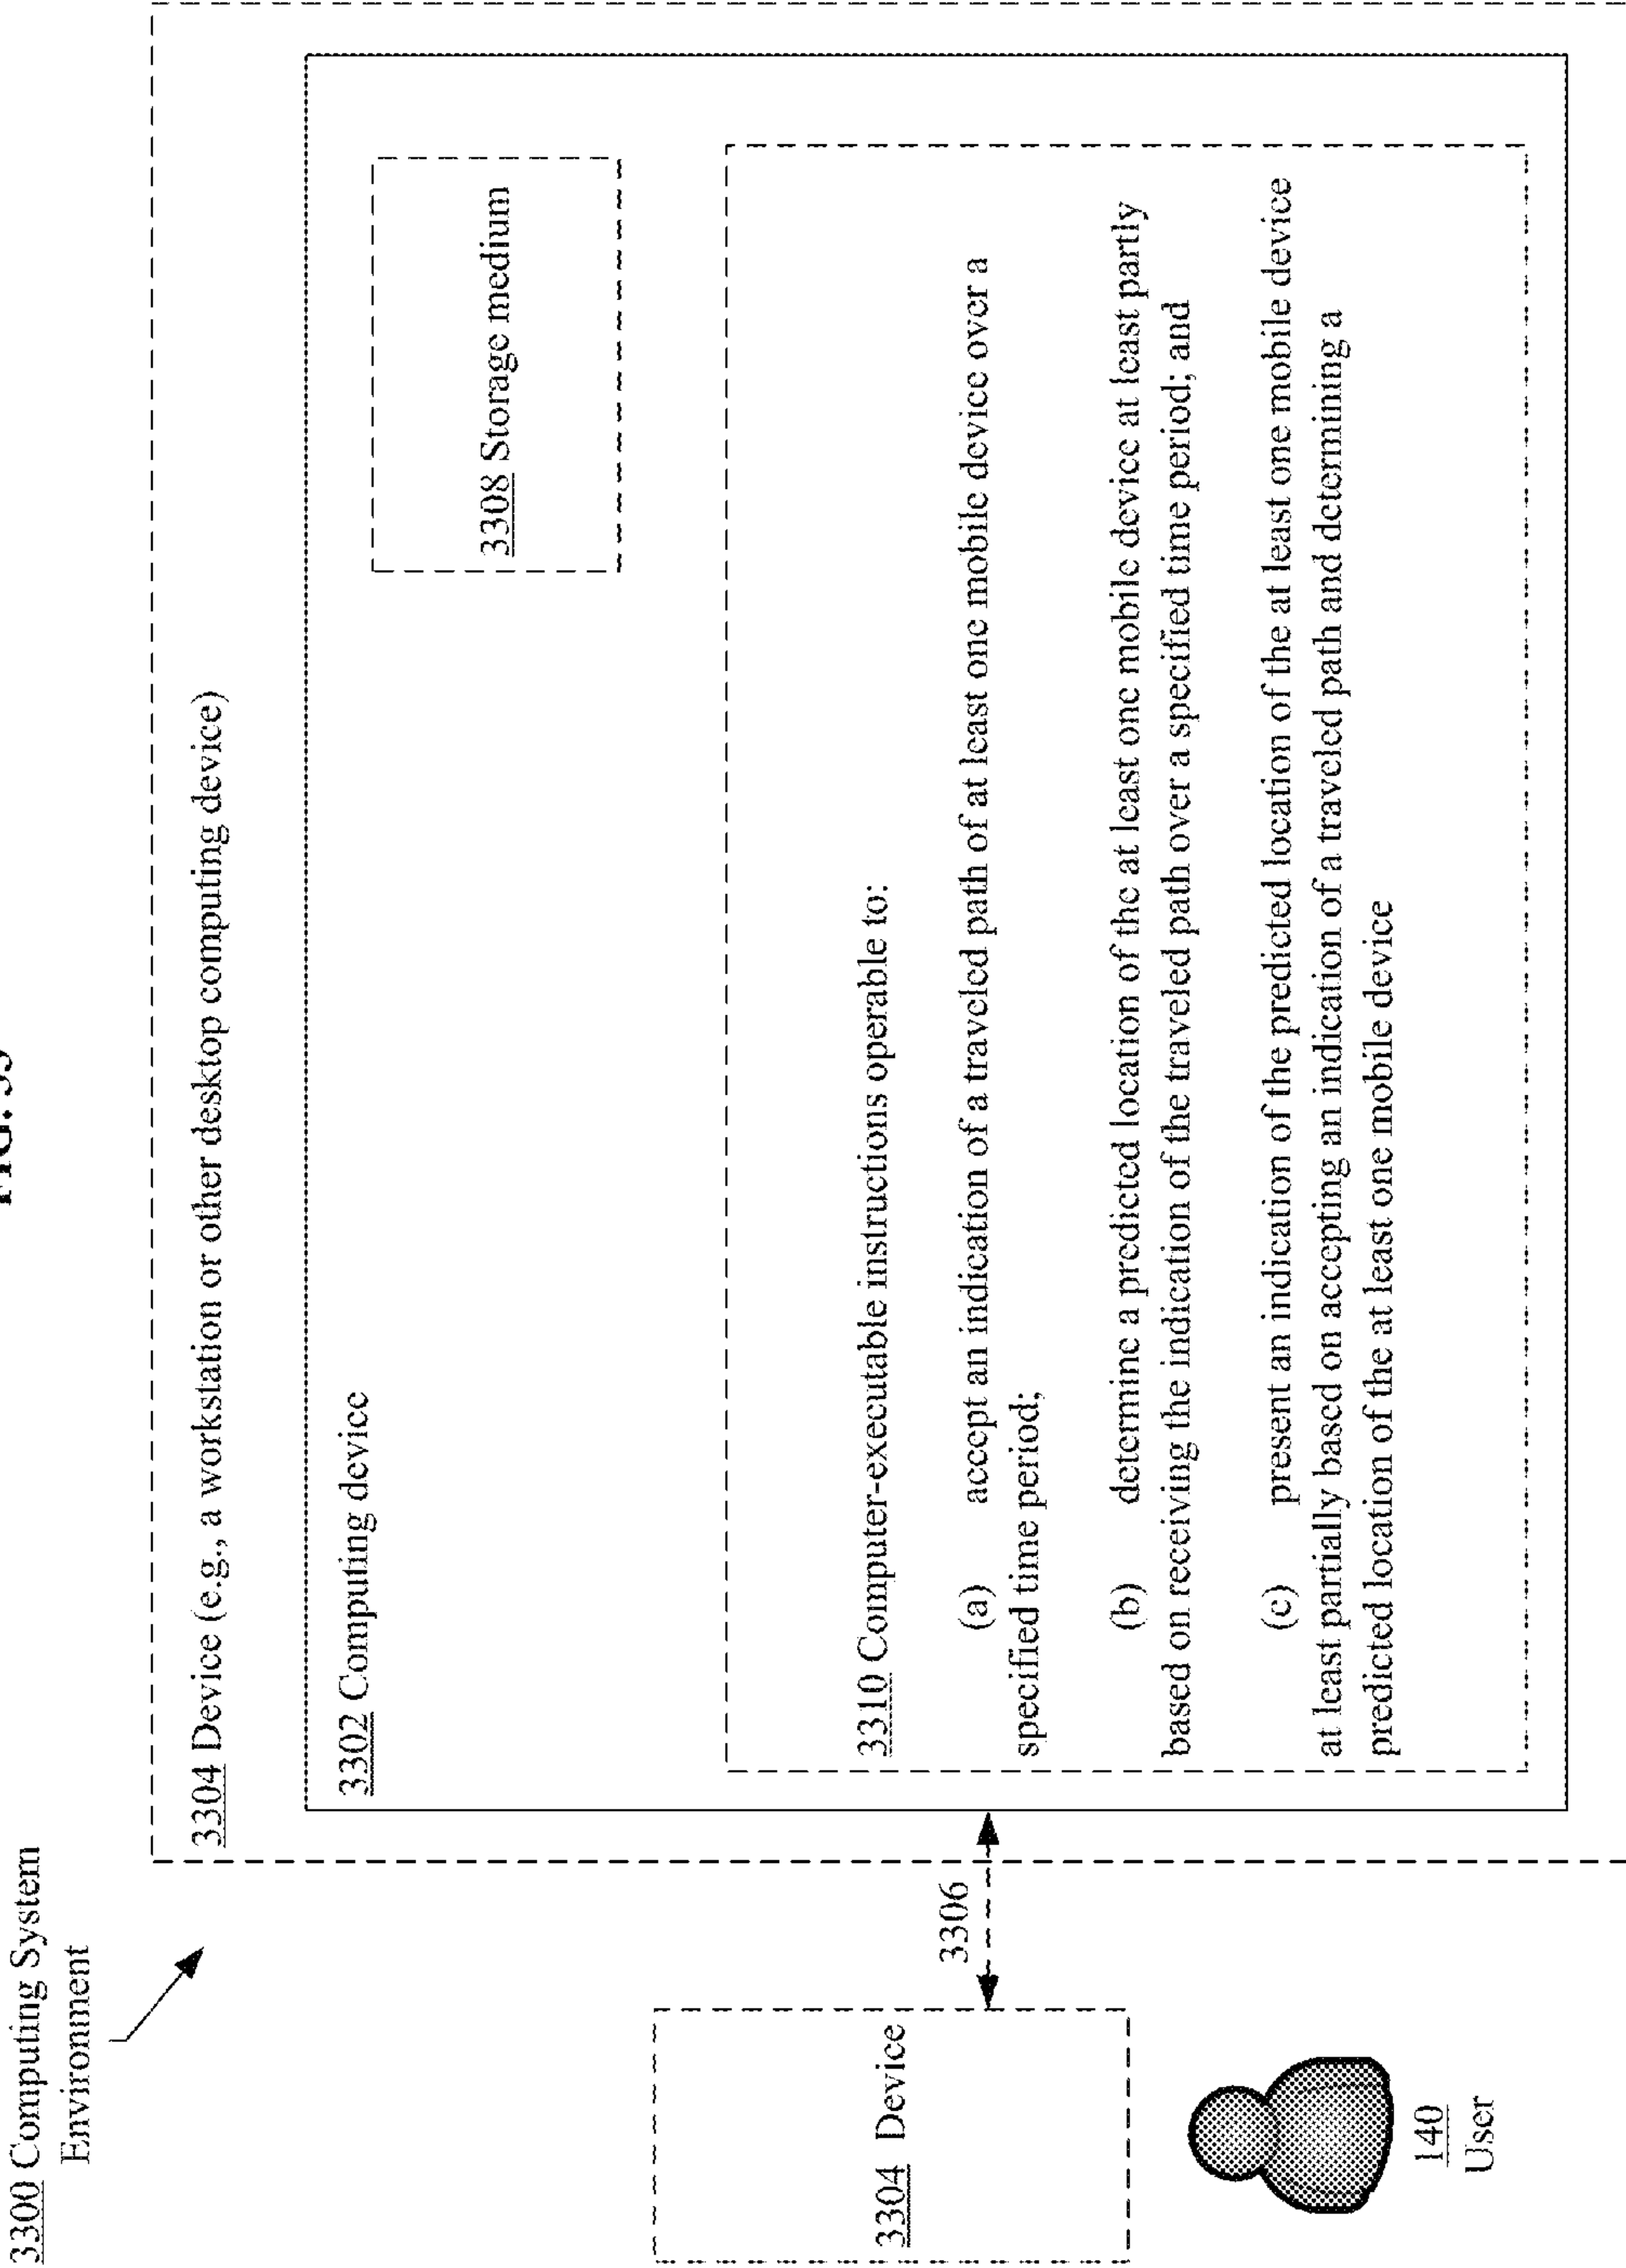 FIG. 33
3300 Computing System
Environment
3304 Device (e.g., a workstation or other desktop computing device)
3302 Computing device
3308 Storage medium
3310 Computer-executable instructions operable to:
(a) accept an indication of a traveled path of at least one mobile device over a
specified time period;
(b) determine a predicted location of the at least one mobile device at least partly
based on receiving the indication of the traveled path over a specified time period; and
(c) present an indication of the predicted location of the at least one mobile device
at least partially based on accepting an indication of a traveled path and determining a
predicted location of the at least one mobile device
3306
3304 Device
140
User